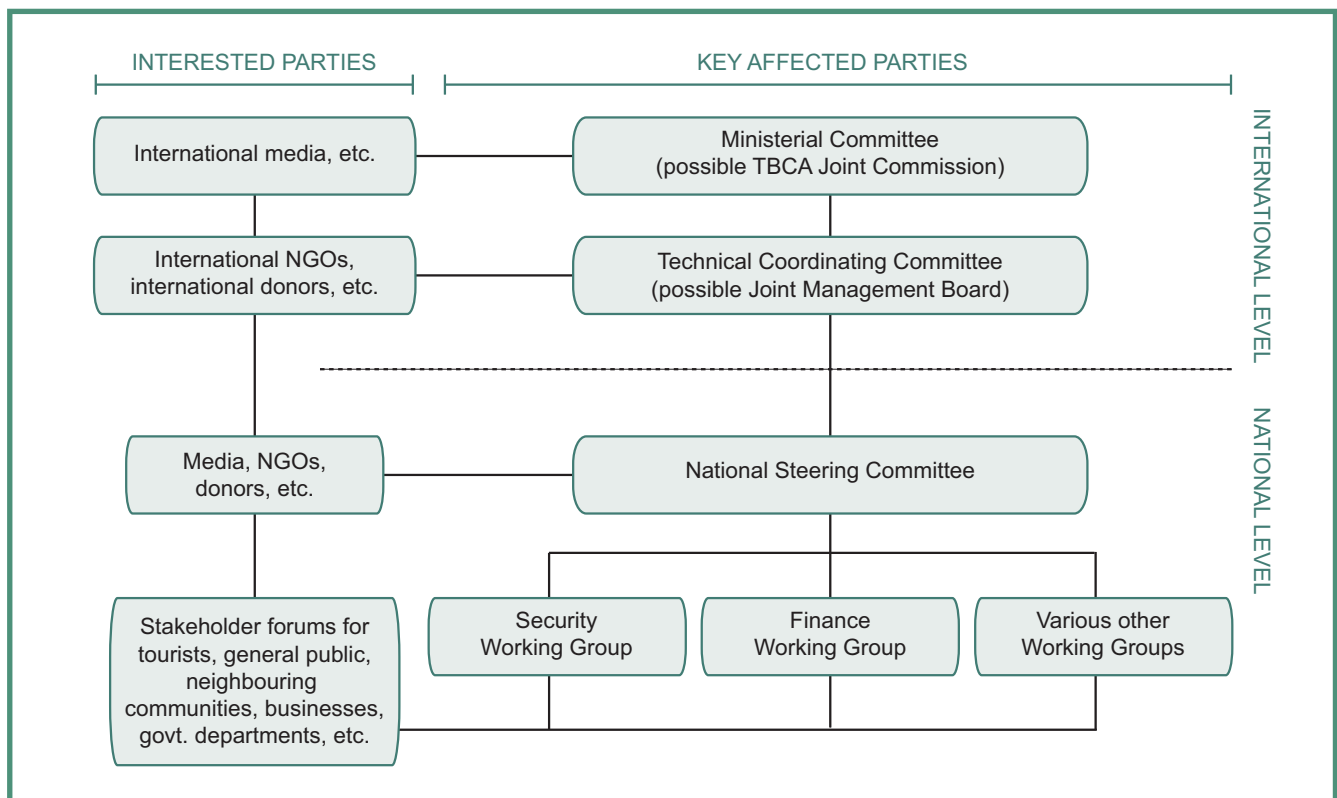 INTERESTED PARTIES
KEY AFFECTED PARTIES
International media, etc.
Ministerial Committee
(possible TBCA Joint Commission)
INTERNATIONAL LEVEL
International NGOs,
international donors, etc.
Technical Coordinating Committee
(possible Joint Management Board)
Media, NGOs,
donors, etc.
National Steering Committee
NATIONAL LEVEL
Stakeholder forums for
tourists, general public,
neighbouring
communities, businesses,
govt. departments, etc.
Security
Working Group
Finance
Working Group
Various other
Working Groups